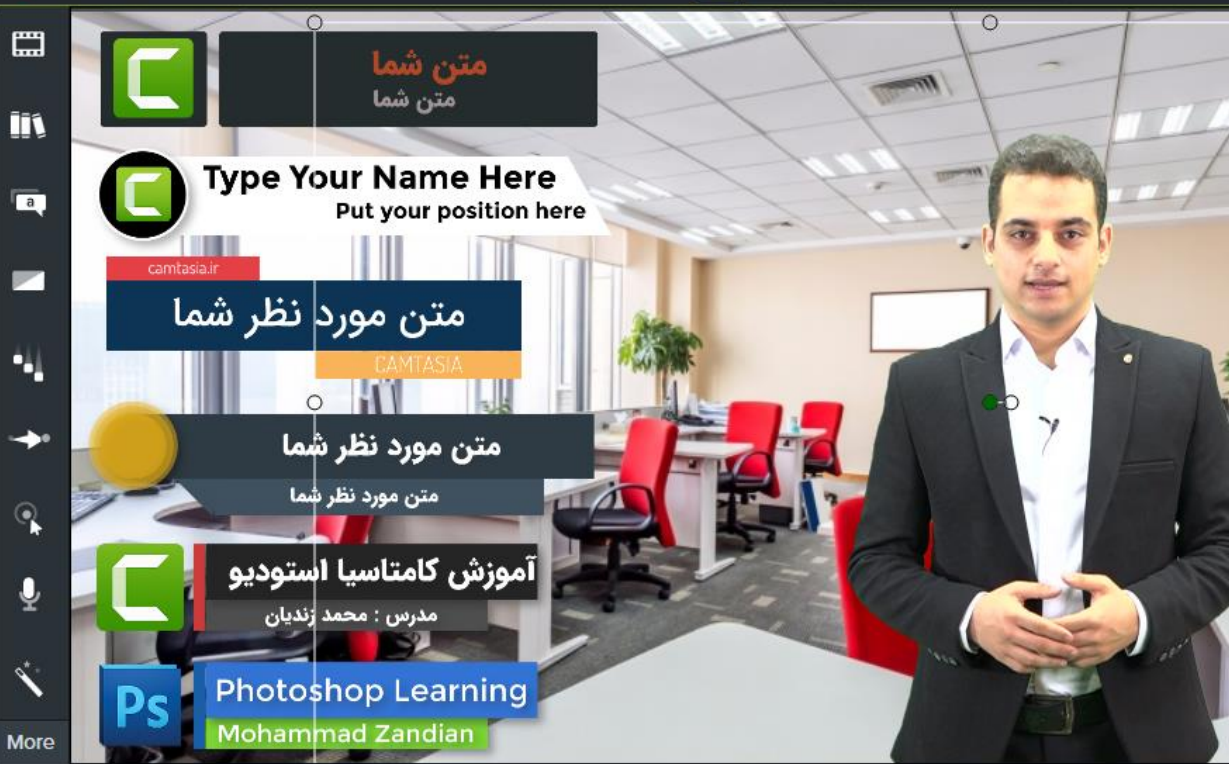 متن شما
متن شما
Type Your Name Here
Put your position here
camtasia.ir
متن مورد نظر شما
CAMTASIA
متن مورد نظر شما
متن مورد نظر شما
آموزش کامتاسیا استودیو
مدرس : محمد زندیان
Ps
Photoshop Learning
Mohammad Zandian
a
More